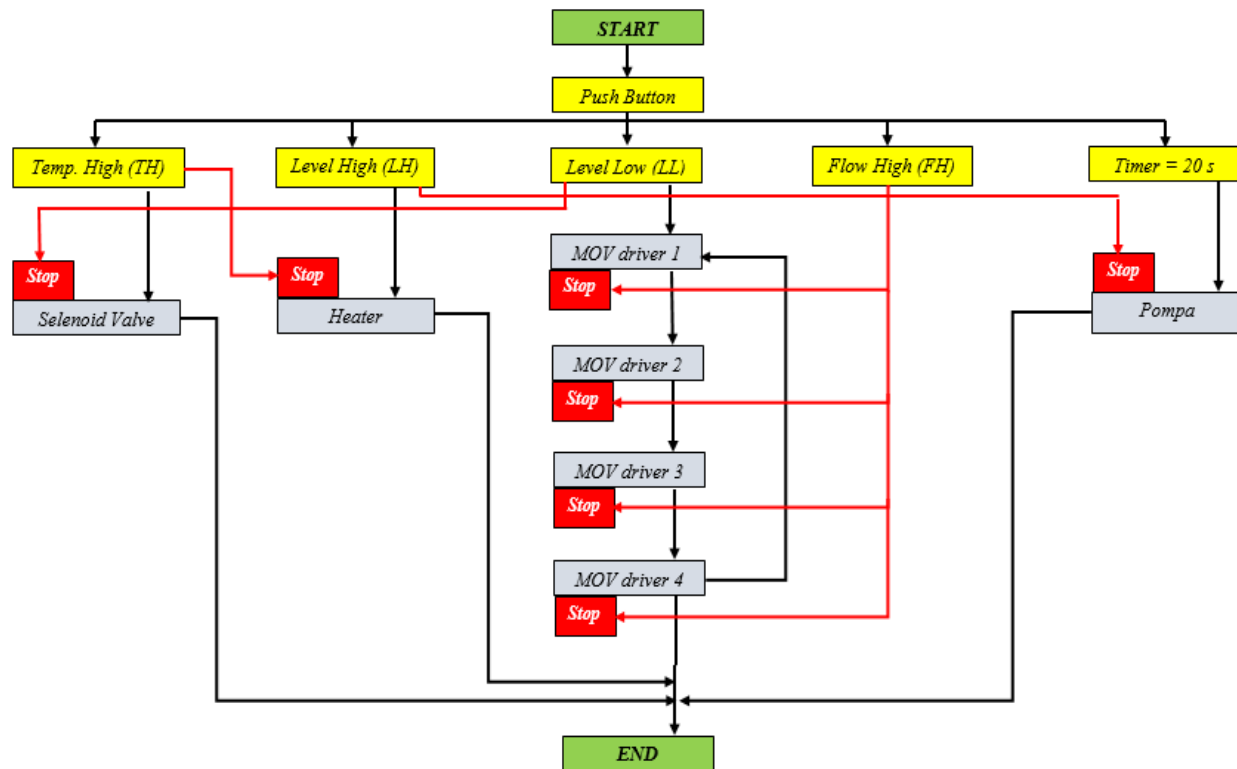 START
Push Button
Temp. High (TH)
Level High (LH)
Level Low (LL)
Flow High (FH)
Timer = 20 s
MOV driver 1
Stop
Stop
Stop
Stop
Selenoid Valve
Heater
Pompa
MOV driver 2
Stop
MOV driver 3
Stop
MOV driver 4
Stop
END